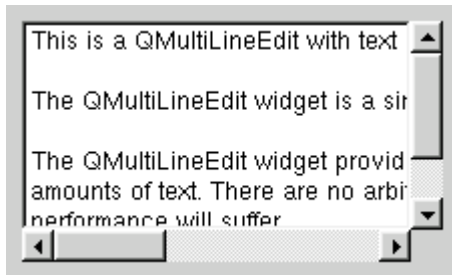 This is a QMultiLineEdit with text
The QMultiLineEdit widget is a
The QMultiLineEdit widget provid
amounts of text. There are no arbi
performance will suffer